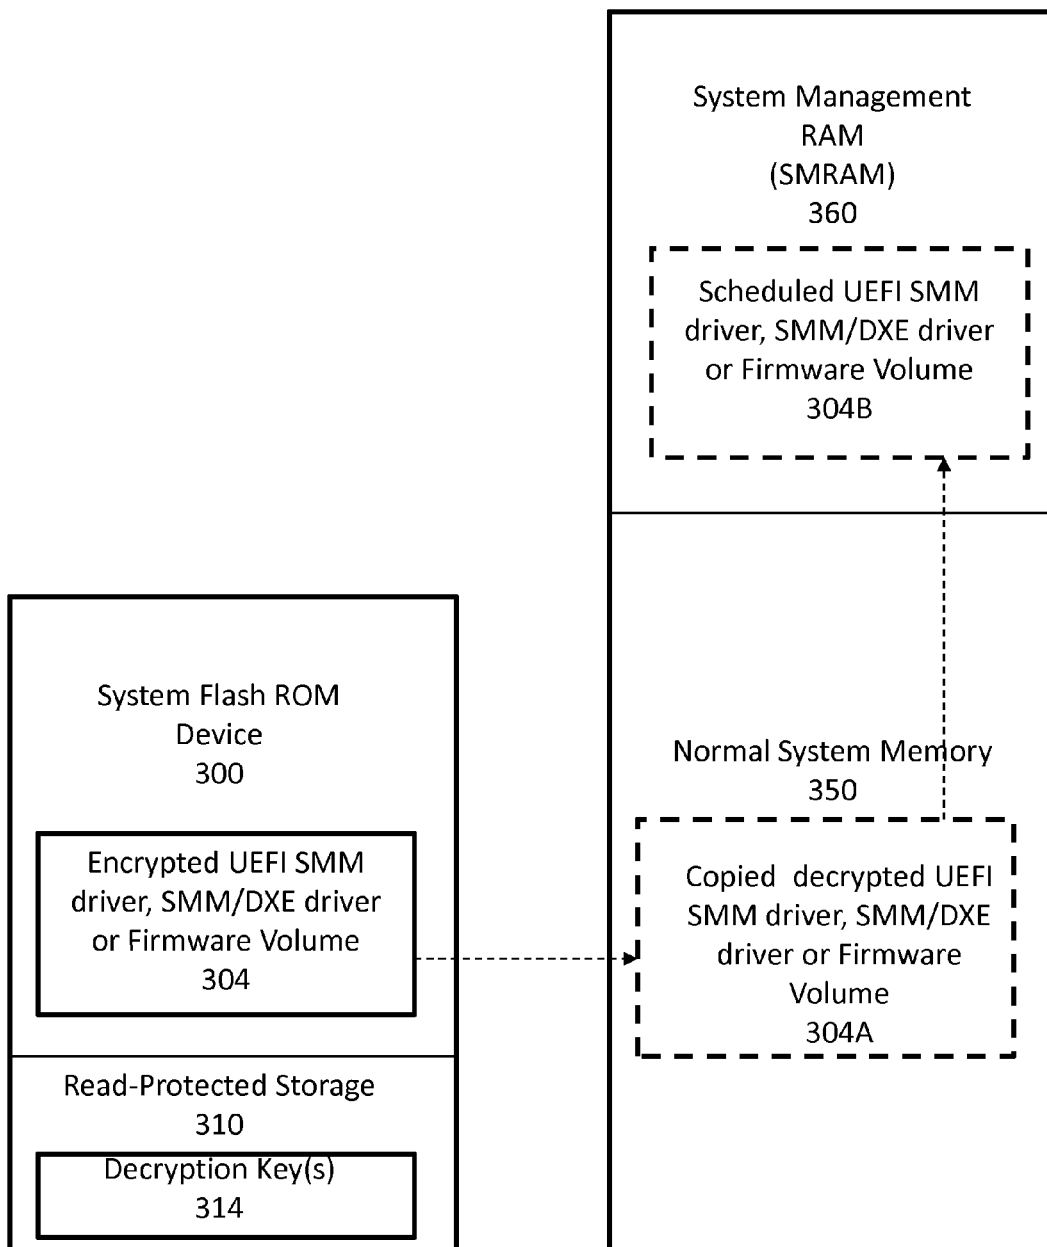 System Management
RAM
(SMRAM)
360
Scheduled UEFI SMM
driver, SMM/DXE driver
or Firmware Volume
304B
System Flash ROM
Device
300
Encrypted UEFI SMM
driver, SMM/DXE driver
or Firmware Volume
304
Read-Protected Storage
310
Decryption Key(s)
314
Normal System Memory
350
Copied decrypted UEFI
SMM driver, SMM/DXE
driver or Firmware
Volume
304A